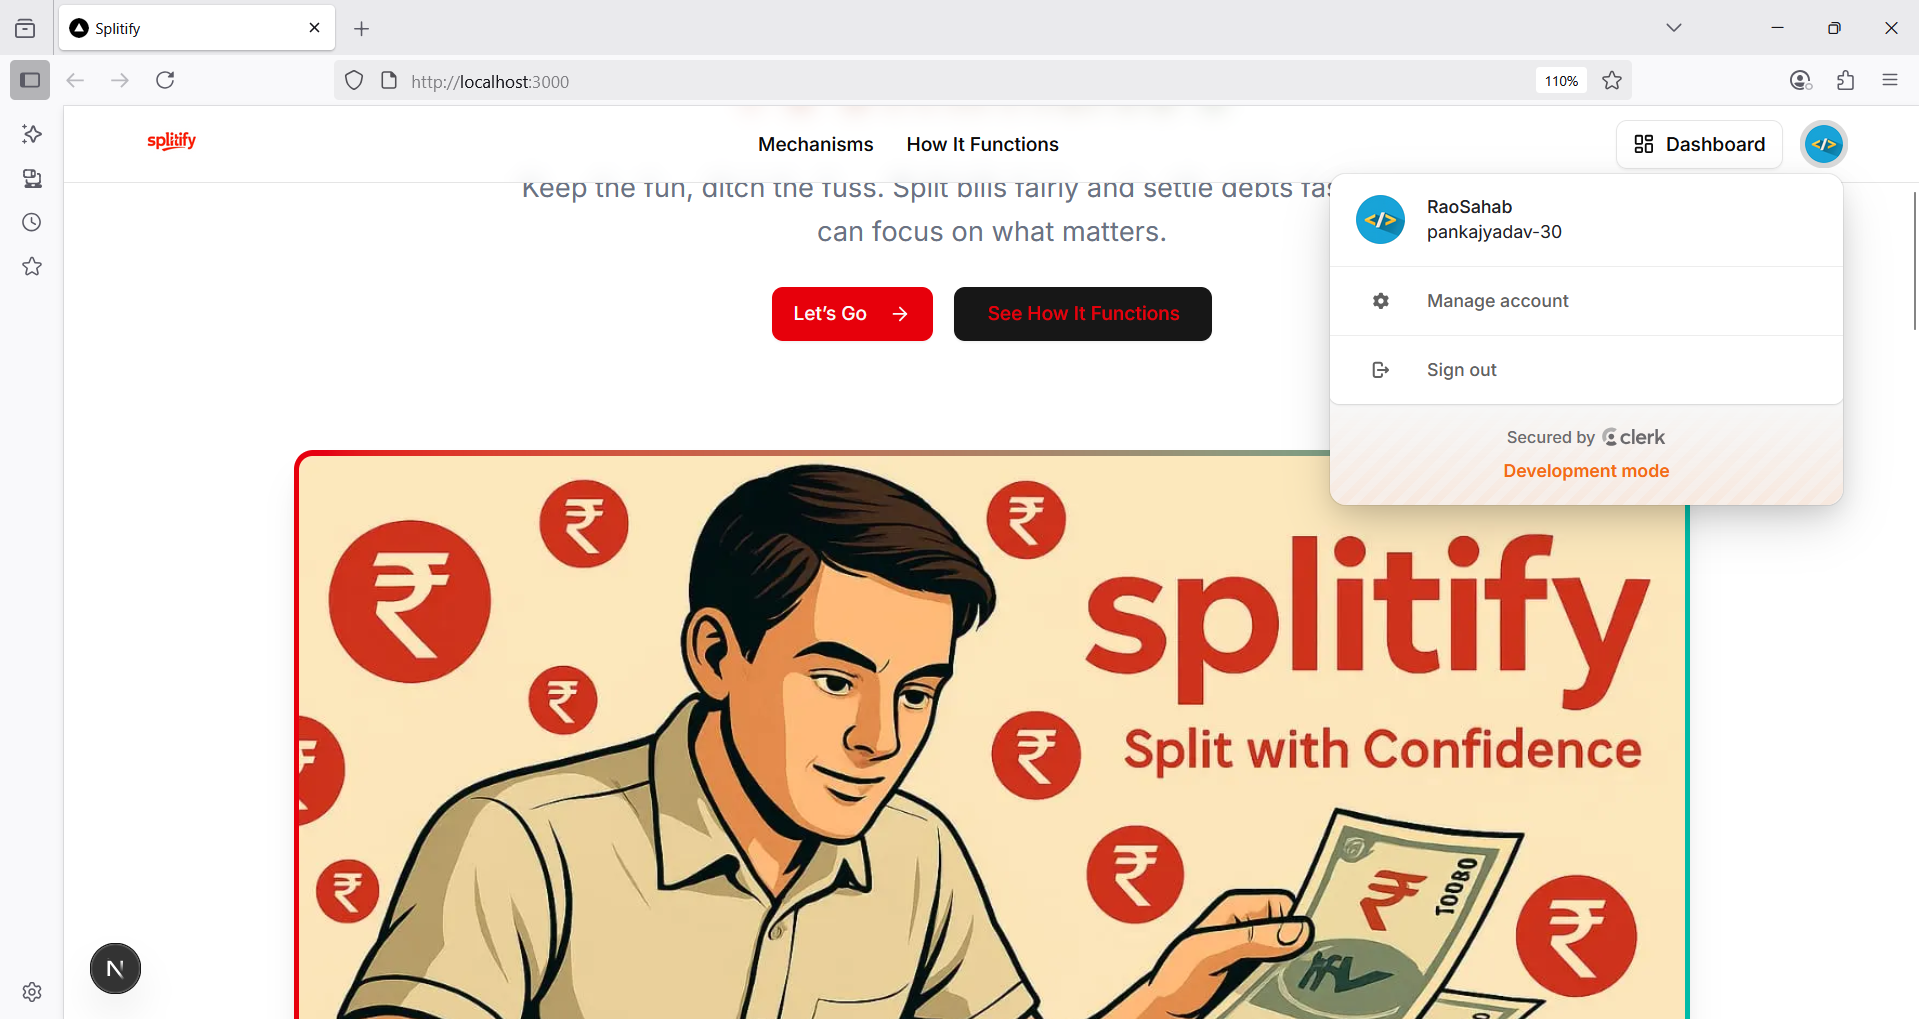 Splitify
http://localhost:3000
110%
splitify
Mechanisms
How It Functions
Dashboard
Keep the fun, ditch the fuss. Split bills fairly and settle debts
can focus on what matters.
Let's Go
See How It Functions
RaoSahab
pankajyadav-30
Manage account
Sign out
Secured by clerk
Development mode
splitify
Split with Confidence
₹
₹
₹
₹
₹
₹
₹
₹
₹
TOOBO
N